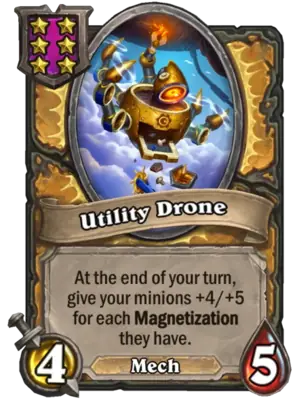 Utility Drone
At the end of your turn,
give your minions +4/+5
for each Magnetization
they have.
4
Mech
5